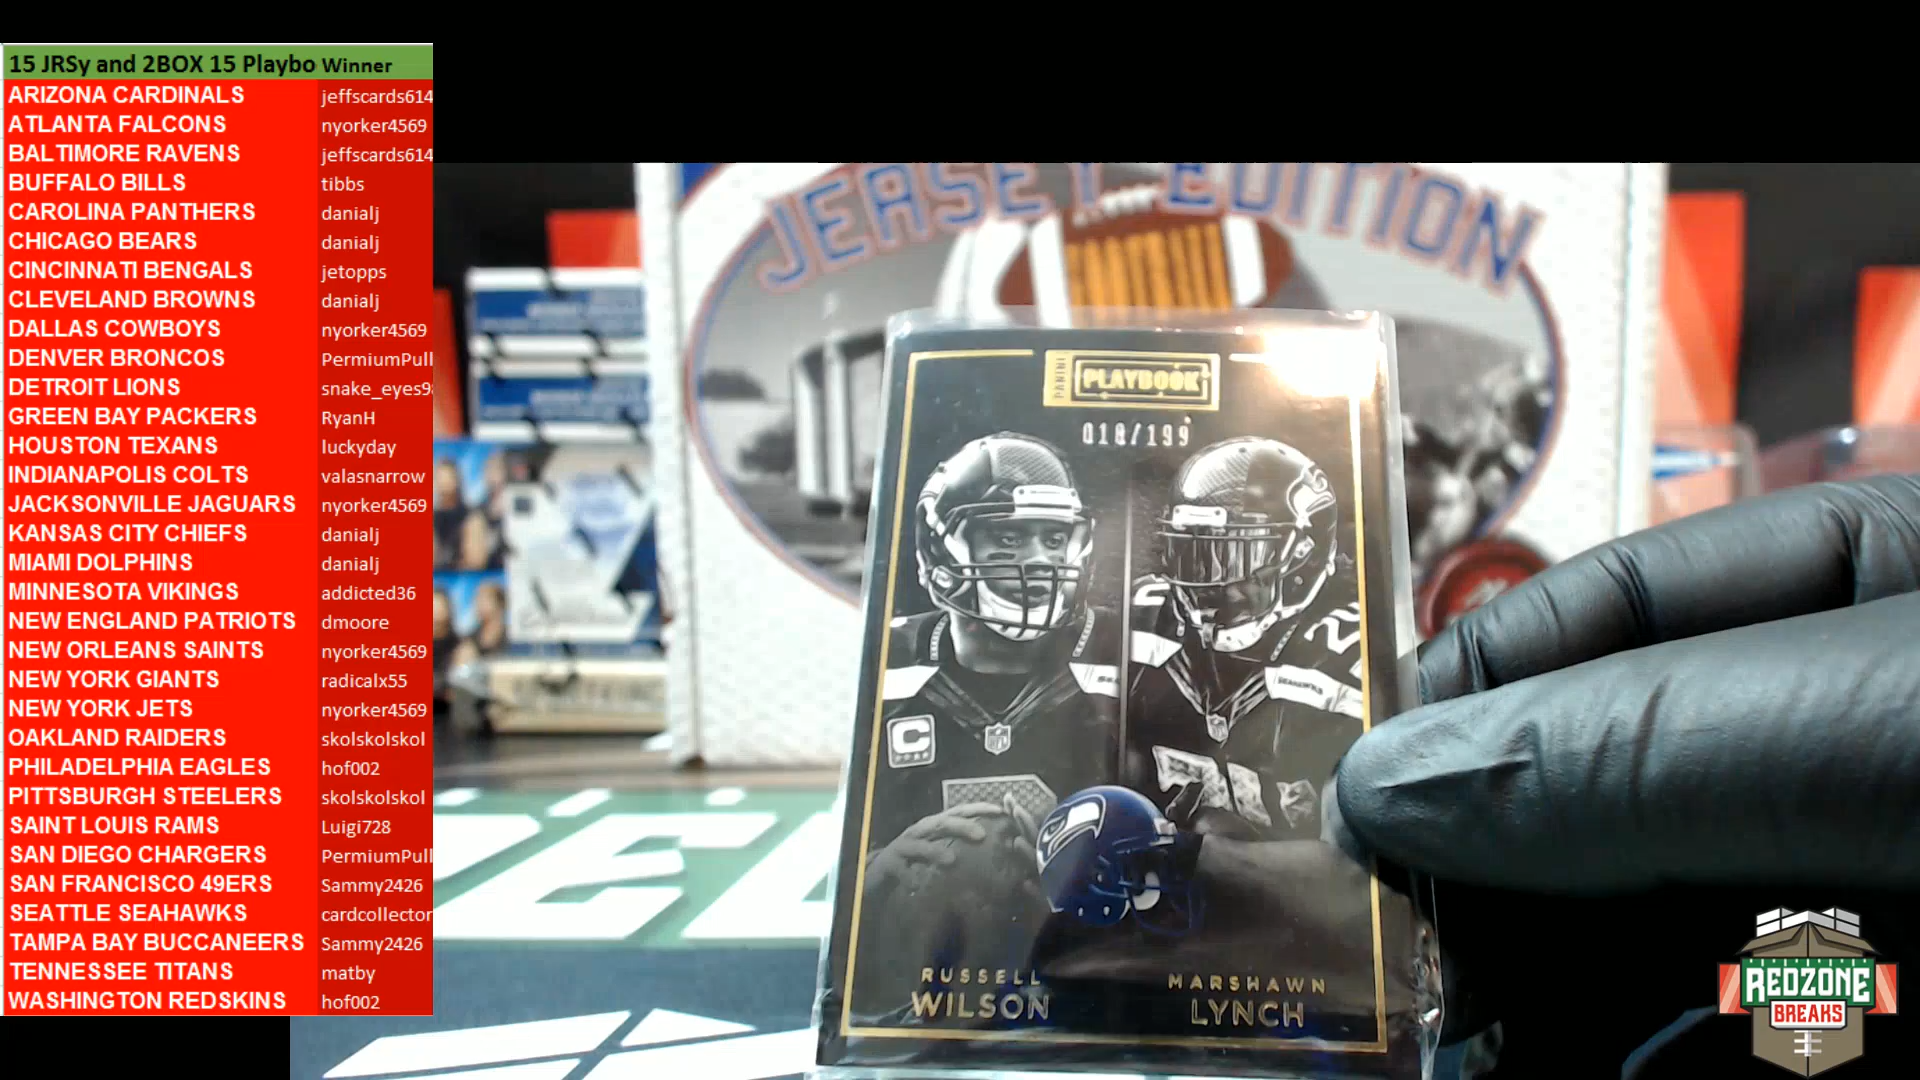 15 JRSy and 2BOX 15 Playbo Winner
ARIZONA CARDINALS jeffscards614
ATLANTA FALCONS nyorker4569
BALTIMORE RAVENS jeffscards614
BUFFALO BILLS tibbs
CAROLINA PANTHERS danialj
CHICAGO BEARS danialj
CINCINNATI BENGALS jetopps
CLEVELAND BROWNS danialj
DALLAS COWBOYS nyorker4569
DENVER BRONCOS PermiumPull
DETROIT LIONS snake_eyes9
GREEN BAY PACKERS RyanH
HOUSTON TEXANS luckyday
INDIANAPOLIS COLTS valasnarrow
JACKSONVILLE JAGUARS nyorker4569
KANSAS CITY CHIEFS danialj
MIAMI DOLPHINS danialj
MINNESOTA VIKINGS addicted36
NEW ENGLAND PATRIOTS dmoore
NEW ORLEANS SAINTS nyorker4569
NEW YORK GIANTS radicalx55
NEW YORK JETS nyorker4569
OAKLAND RAIDERS skolskolskol
PHILADELPHIA EAGLES hof002
PITTSBURGH STEELERS skolskolskol
SAINT LOUIS RAMS Luigi728
SAN DIEGO CHARGERS PermiumPull
SAN FRANCISCO 49ERS Sammy2426
SEATTLE SEAHAWKS cardcollector
TAMPA BAY BUCCANEERS Sammy2426
TENNESSEE TITANS matby
WASHINGTON REDSKINS hof002
JERSEY EDITION
PANINI
PLAYBOOK
018/199
C
24
RUSSELL
WILSON
MARSHAWN
LYNCH
REDZONE
BREAKS